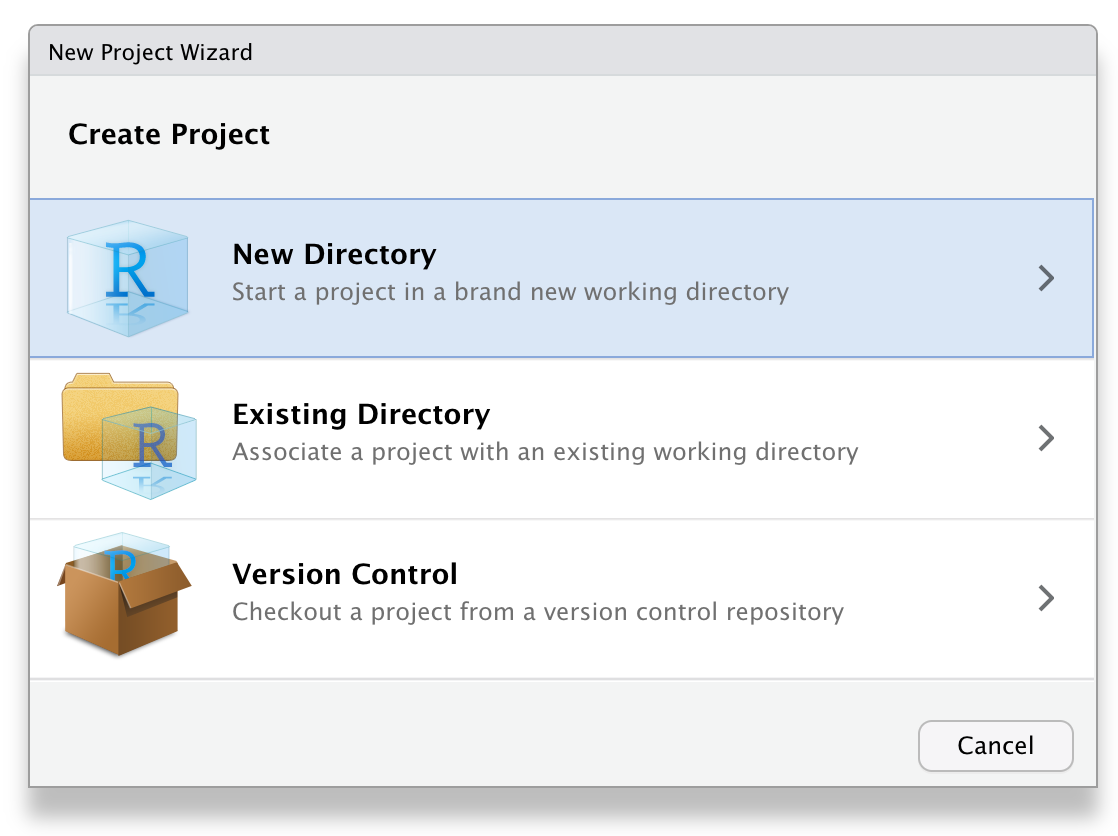 New Project Wizard
Create Project
R
New Directory
Start a project in a brand new working directory
R
Existing Directory
Associate a project with an existing working directory
R
Version Control
Checkout a project from a version control repository
Cancel